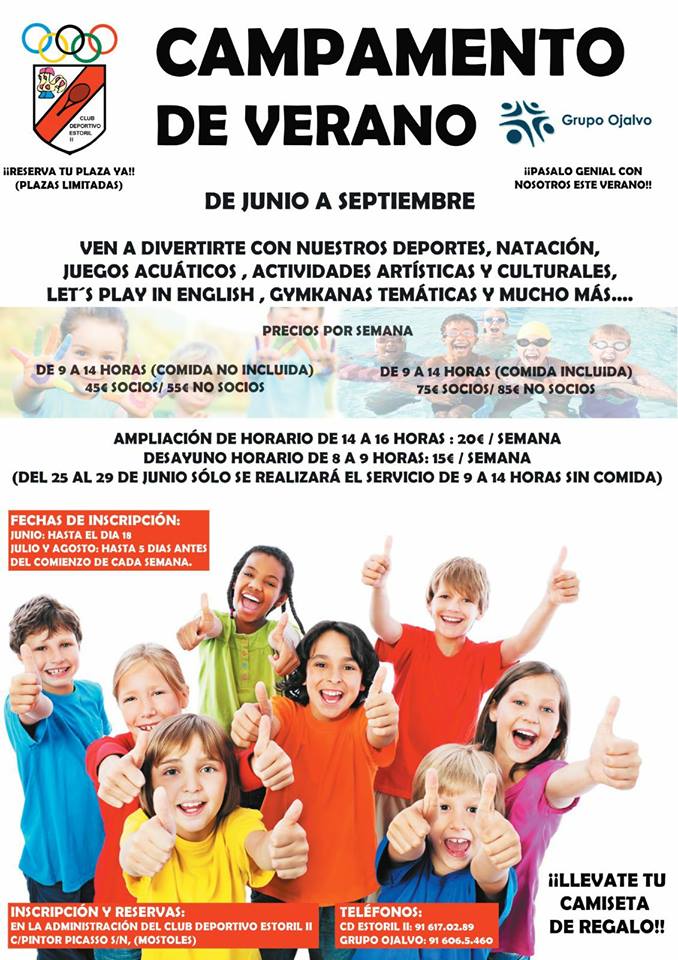 CAMPAMENTO
DE VERANO
CLUB
DEPORTIVO
ESTORIL
II
Grupo Ojalvo
¡¡RESERVA TU PLAZA YA!!
(PLAZAS LIMITADAS)
¡¡PASALO GENIAL CON
NOSOTROS ESTE VERANO!!
DE JUNIO A SEPTIEMBRE
VEN A DIVERTIRTE CON NUESTROS DEPORTES, NATACIÓN,
JUEGOS ACUÁTICOS , ACTIVIDADES ARTÍSTICAS Y CULTURALES,
LET´S PLAY IN ENGLISH , GYMKANAS TEMÁTICAS Y MUCHO MÁS....
PRECIOS POR SEMANA
DE 9 A 14 HORAS (COMIDA NO INCLUIDA)
45€ SOCIOS/ 55€ NO SOCIOS
DE 9 A 14 HORAS (COMIDA INCLUIDA)
75€ SOCIOS/ 85€ NO SOCIOS
AMPLIACIÓN DE HORARIO DE 14 A 16 HORAS : 20€ / SEMANA
DESAYUNO HORARIO DE 8 A 9 HORAS: 15€ / SEMANA
(DEL 25 AL 29 DE JUNIO SÓLO SE REALIZARÁ EL SERVICIO DE 9 A 14 HORAS SIN COMIDA)
FECHAS DE INSCRIPCIÓN:
JUNIO: HASTA EL DIA 18
JULIO Y AGOSTO: HASTA 5 DIAS ANTES
DEL COMIENZO DE CADA SEMANA.
¡¡LLEVATE TU
CAMISETA
DE REGALO!!
INSCRIPCIÓN Y RESERVAS:
EN LA ADMINISTRACIÓN DEL CLUB DEPORTIVO ESTORIL II
C/PINTOR PICASSO S/N, (MOSTOLES)
TELÉFONOS:
CD ESTORIL II: 91 617.02.89
GRUPO OJALVO: 91 606.5.460